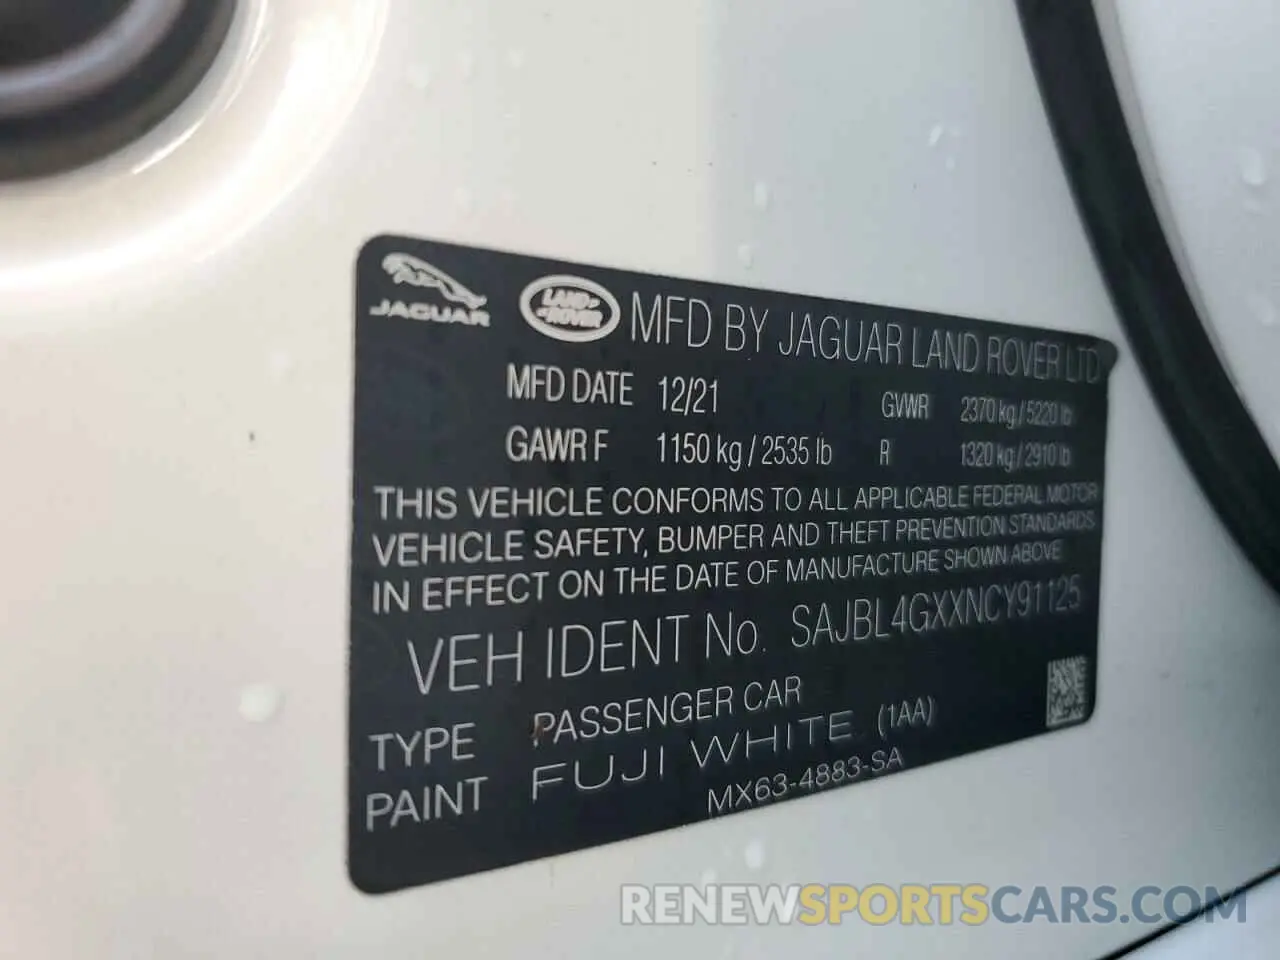 JAGUAR LAND ROVER MFD BY JAGUAR LAND ROVER LTD
MFD DATE 12/21 GVWR 2370 kg / 5220 lb
GAWR F 1150 kg / 2535 lb R 1320 kg / 2910 lb
THIS VEHICLE CONFORMS TO ALL APPLICABLE FEDERAL MOTOR
VEHICLE SAFETY, BUMPER AND THEFT PREVENTION STANDARDS
IN EFFECT ON THE DATE OF MANUFACTURE SHOWN ABOVE
VEH IDENT No. SAJBL4GXXNCY91125
TYPE PASSENGER CAR
PAINT FUJI WHITE (1AA)
MX63-4883-SA
RENEWSPORTSCARS.COM